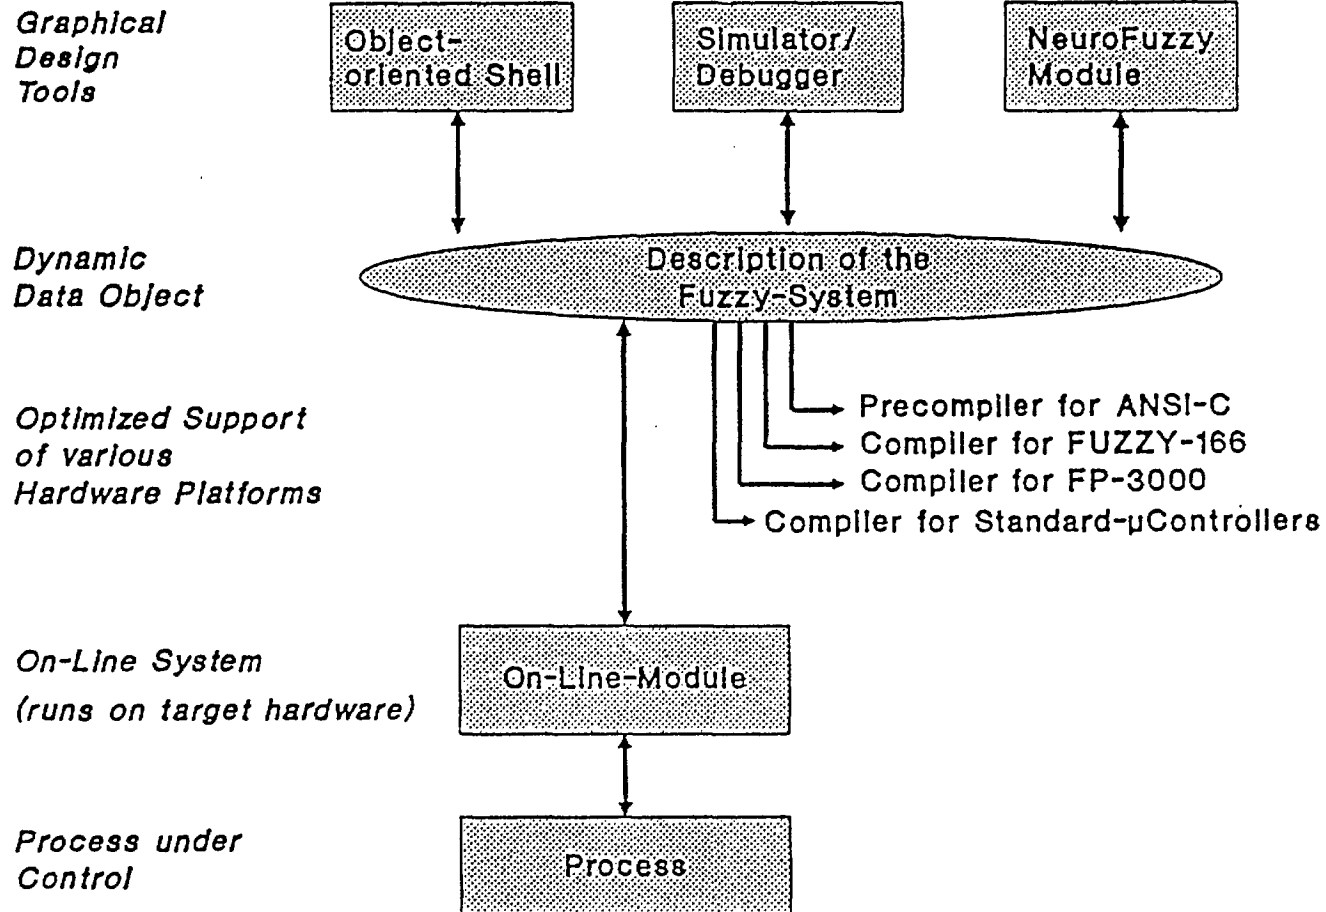 Graphical
Design
Tools
Object-
oriented Shell
Simulator/
Debugger
NeuroFuzzy
Module
Dynamic
Data Object
Description of the
Fuzzy-System
Optimized Support
of various
Hardware Platforms
Precompiler for ANSI-C
Compiler for FUZZY-166
Compiler for FP-3000
Compiler for Standard-μControllers
On-Line System
(runs on target hardware)
On-Line-Module
Process under
Control
Process